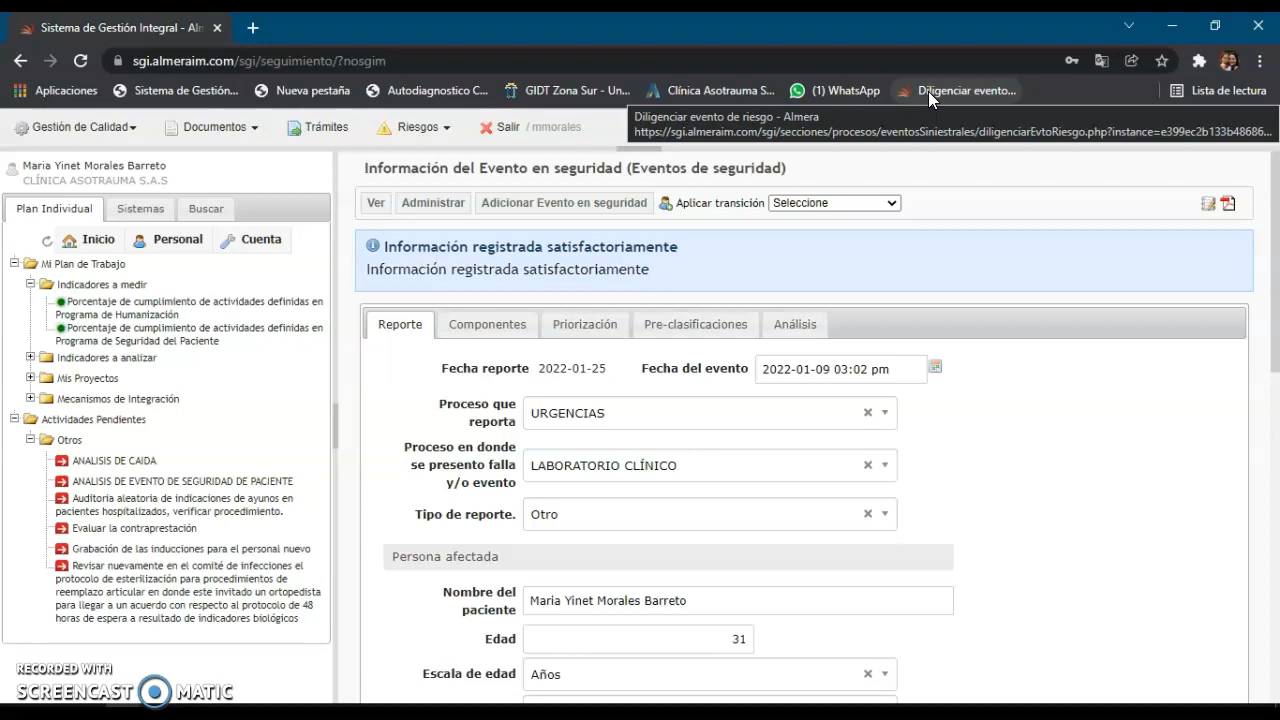 Sistema de Gestión Integral - Alm
sgi.almeraim.com/sgi/seguimiento/?nosgim
Aplicaciones
Sistema de Gestión...
Nueva pestaña
Autodiagnostico C...
GIDT Zona Sur - Un...
Clínica Asotrauma S...
(1) WhatsApp
Diligenciar evento...
Lista de lectura
Diligenciar evento de riesgo - Almera
https://sgi.almeraim.com/sgi/secciones/procesos/eventosSiniestrales/diligenciarEvtoRiesgo.php?instance=e399ec2b133b48686...
Gestión de Calidad
Documentos
Trámites
Riesgos
Salir /mmorales
Maria Yinet Morales Barreto
CLÍNICA ASOTRAUMA S.A.S
Plan Individual
Sistemas
Buscar
Inicio
Personal
Cuenta
Mi Plan de Trabajo
Indicadores a medir
Porcentaje de cumplimiento de actividades definidas en
Programa de Humanización
Porcentaje de cumplimiento de actividades definidas en
Programa de Seguridad del Paciente
Indicadores a analizar
Mis Proyectos
Mecanismos de Integración
Actividades Pendientes
Otros
ANALISIS DE CAIDA
ANALISIS DE EVENTO DE SEGURIDAD DE PACIENTE
Auditoria aleatoria de indicaciones de ayunos en
pacientes hospitalizados, verificar procedimiento.
Evaluar la contraprestación
Grabación de las inducciones para el personal nuevo
Revisar nuevamente en el comité de infecciones el
protocolo de esterilización para procedimientos de
reemplazo articular en donde este invitado un ortopedista
para llegar a un acuerdo con respecto al protocolo de 48
horas de espera a resultado de indicadores biológicos
Información del Evento en seguridad (Eventos de seguridad)
Ver
Administrar
Adicionar Evento en seguridad
Aplicar transición
Seleccione
Información registrada satisfactoriamente
Información registrada satisfactoriamente
Reporte
Componentes
Priorización
Pre-clasificaciones
Análisis
Fecha reporte 2022-01-25
Fecha del evento 2022-01-09 03:02 pm
Proceso que
reporta
URGENCIAS
Proceso en donde
se presento falla
y/o evento
LABORATORIO CLÍNICO
Tipo de reporte.
Otro
Persona afectada
Nombre del
paciente
Maria Yinet Morales Barreto
Edad
31
Escala de edad
Años
RECORDED WITH
SCREENCAST MATIC